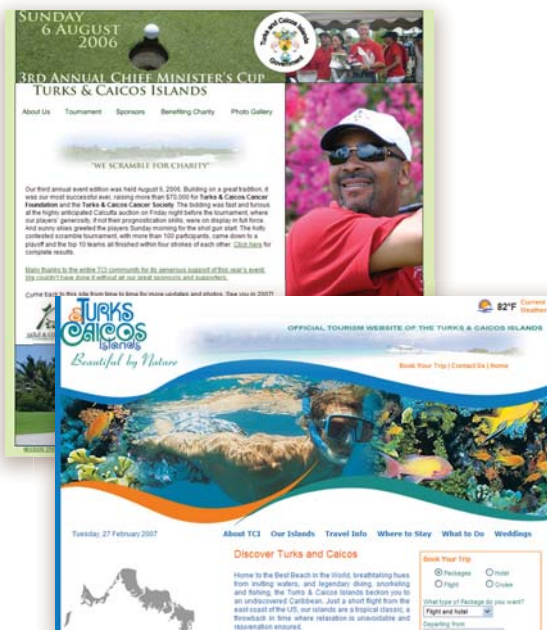 SUNDAY
6 AUGUST
2006
Turks and Caicos Islands
Government
3RD ANNUAL CHIEF MINISTER'S CUP
TURKS & CAICOS ISLANDS
About Us Tournament Sponsors Benefiting Charity Photo Gallery
"WE SCRAMBLE FOR CHARITY"
Our third annual event edition was held August 6, 2006. Building on a great tradition, it
was our most successful ever, raising more than $70,000 for Turks & Caicos Cancer
Foundation and the Turks & Caicos Cancer Society. The bidding was fast and furious
at the highly anticipated Calcutta auction on Friday night before the tournament, where
our players' generosity, if not their prognostication skills, were on display in full force.
And sunny skies greeted the players Sunday morning for the shot gun start. The hotly
contested scramble tournament, with more than 100 participants, came down to a
playoff and the top 10 teams all finished within four strokes of each other. Click here for
complete results.
Many thanks to the entire TCI community for its generous support of this year's event.
We couldn't have done it without all our great sponsors and supporters.
Come back to this site from time to time for more updates and photos. See you in 2007!
TURKS
& CAICOS
Islands
Beautiful by Nature
82°F Current
Weather
OFFICIAL TOURISM WEBSITE OF THE TURKS & CAICOS ISLANDS
Book Your Trip | Contact Us | Home
Tuesday, 27 February 2007
About TCI Our Islands Travel Info Where to Stay What to Do Weddings
Discover Turks and Caicos
Home to the Best Beach in the World, breathtaking hues
from inviting waters, and legendary diving, snorkeling
and fishing, the Turks & Caicos Islands beckon you to
an undiscovered Caribbean. Just a short flight from the
east coast of the US, our islands are a tropical classic, a
throwback in time where relaxation is unavoidable and
rejuvenation ensured.
Book Your Trip
Packages Hotel
Flight Cruise
What type of Package do you want?
Flight and hotel
Departing from: